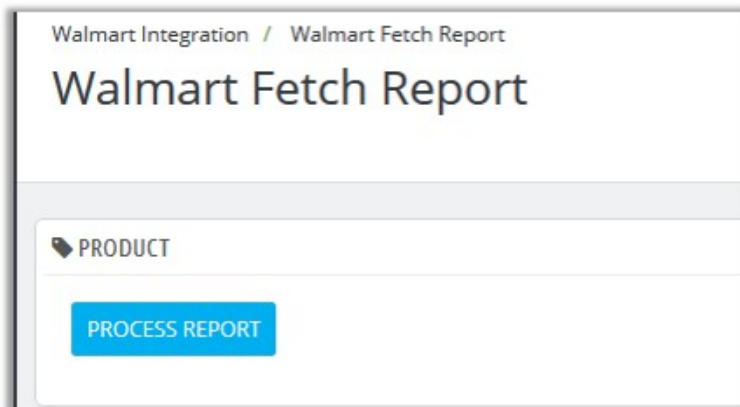 Walmart Integration / Walmart Fetch Report
Walmart Fetch Report
PRODUCT
PROCESS REPORT